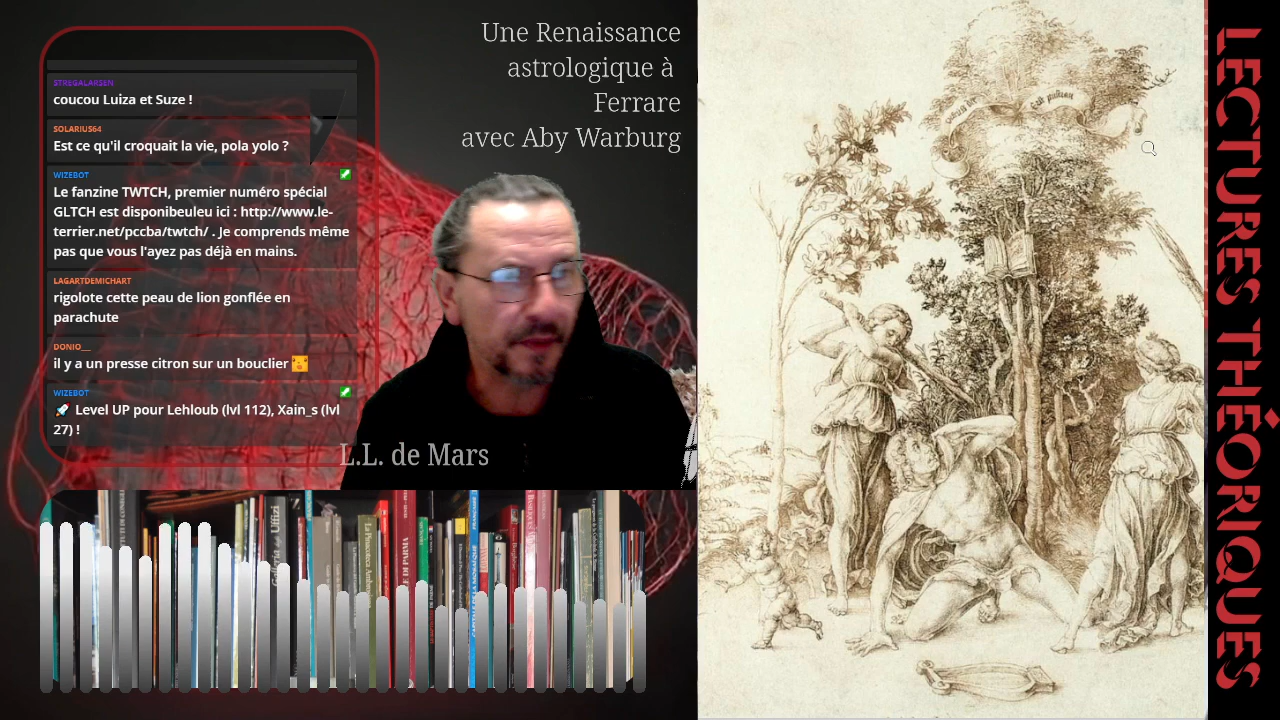 STREGALARSEN
coucou Luiza et Suze !
SOLARIUS64
Est ce qu'il croquait la vie, pola yolo ?
WIZEBOT
Le fanzine TWTCH, premier numéro spécial
GLTCH est disponibeuleu ici : http://www.le-
terrier.net/pccba/twtch/ . Je comprends même
pas que vous l'ayez pas déjà en mains.
LAGARTDEMICHART
rigolote cette peau de lion gonflée en
parachute
DONIO__
il y a un presse citron sur un bouclier
WIZEBOT
🚀 Level UP pour Lehloub (lvl 112), Xain_s (lvl
27) !
Une Renaissance
astrologique à
Ferrare
avec Aby Warburg
L.L. de Mars
LECTURES THÉORIQUES